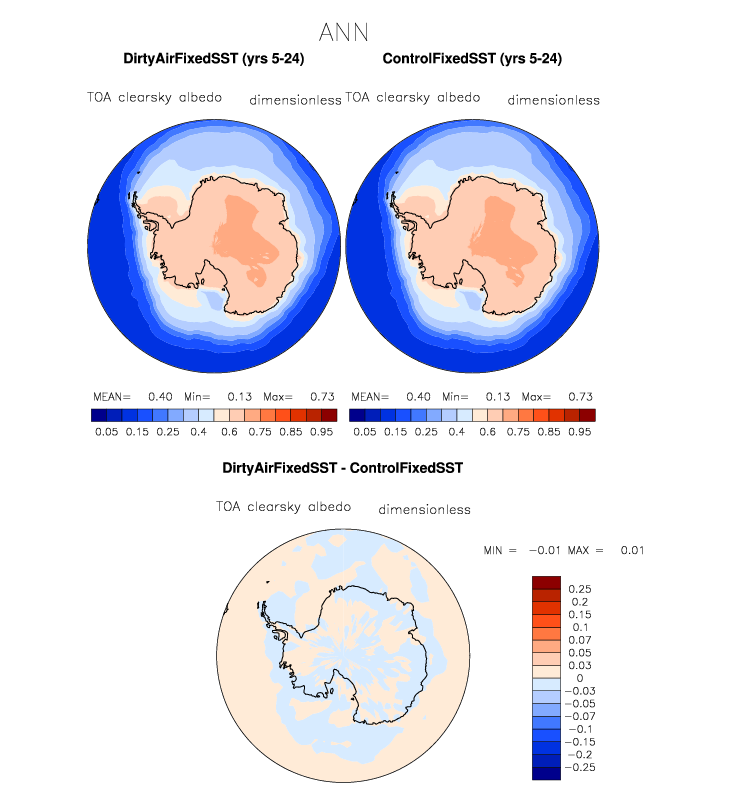 ANN
DirtyAirFixedSST (yrs 5-24) ControlFixedSST (yrs 5-24)
TOA clearsky albedo dimensionless TOA clearsky albedo dimensionless
MEAN= 0.40 Min= 0.13 Max= 0.73 MEAN= 0.40 Min= 0.13 Max= 0.73
0.05 0.15 0.25 0.4 0.6 0.75 0.85 0.95 0.05 0.15 0.25 0.4 0.6 0.75 0.85 0.95
DirtyAirFixedSST - ControlFixedSST
TOA clearsky albedo dimensionless
MIN = -0.01 MAX = 0.01
0.25
0.2
0.15
0.1
0.07
0.05
0.03
0
-0.03
-0.05
-0.07
-0.1
-0.15
-0.2
-0.25